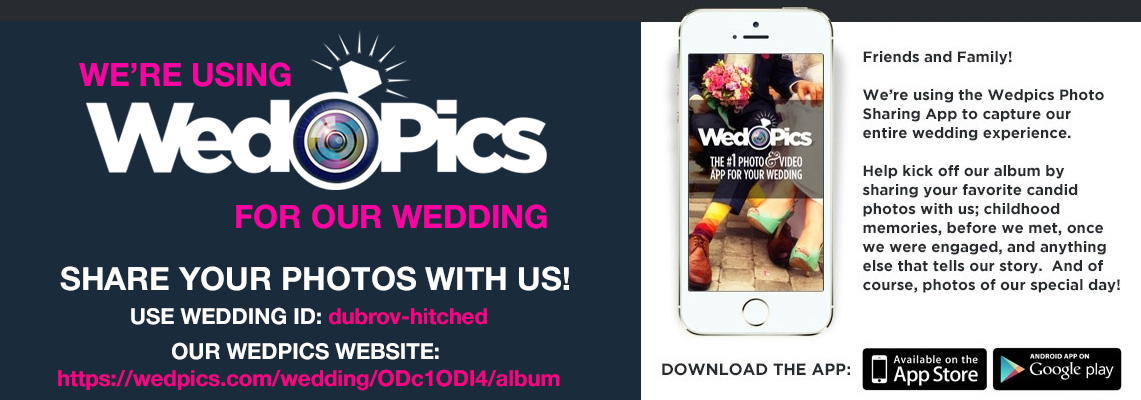 WE'RE USING
WedPics
FOR OUR WEDDING
SHARE YOUR PHOTOS WITH US!
USE WEDDING ID: dubrov-hitched
OUR WEDPICS WEBSITE:
https://wedpics.com/wedding/ODc1ODI4/album
WedPics
THE #1 PHOTO & VIDEO
APP FOR YOUR WEDDING
Friends and Family!
We're using the Wedpics Photo
Sharing App to capture our
entire wedding experience.
Help kick off our album by
sharing your favorite candid
photos with us; childhood
memories, before we met, once
we were engaged, and anything
else that tells our story.  And of
course, photos of our special day!
DOWNLOAD THE APP:
Available on the
App Store
ANDROID APP ON
Google play